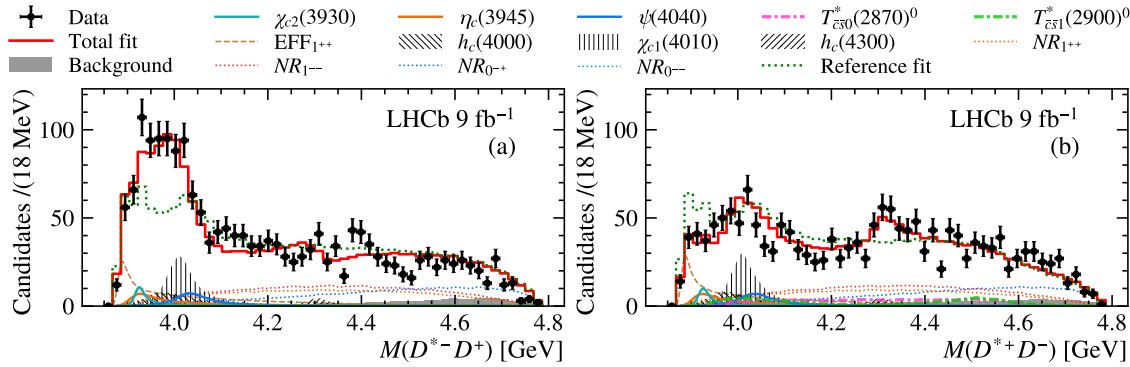 Data χc2(3930) ηc(3945) ψ(4040) T*c̄s̄0(2870)0 T*c̄s̄1(2900)0
Total fit EFF1++ hc(4000) χc1(4010) hc(4300) NR1++
Background NR1−− NR0−+ NR0−− Reference fit
LHCb 9 fb−1
(a)
Candidates /(18 MeV)
100
50
0
4.0 4.2 4.4 4.6 4.8
M(D*−D+) [GeV]
LHCb 9 fb−1
(b)
Candidates /(18 MeV)
100
50
0
4.0 4.2 4.4 4.6 4.8
M(D*+D−) [GeV]